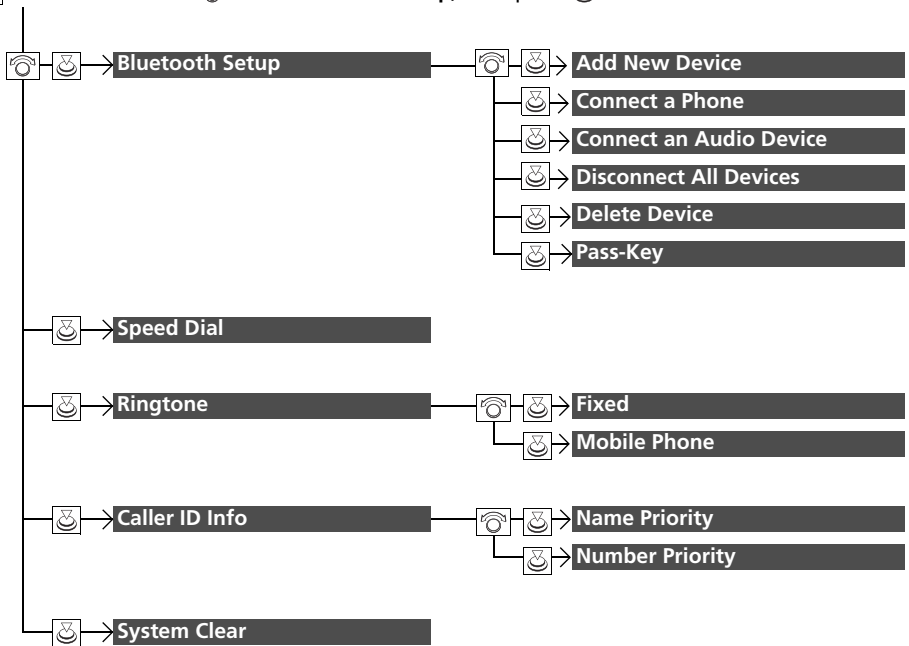 Bluetooth Setup
Add New Device
Connect a Phone
Connect an Audio Device
Disconnect All Devices
Delete Device
Pass-Key
Speed Dial
Ringtone
Fixed
Mobile Phone
Caller ID Info
Name Priority
Number Priority
System Clear